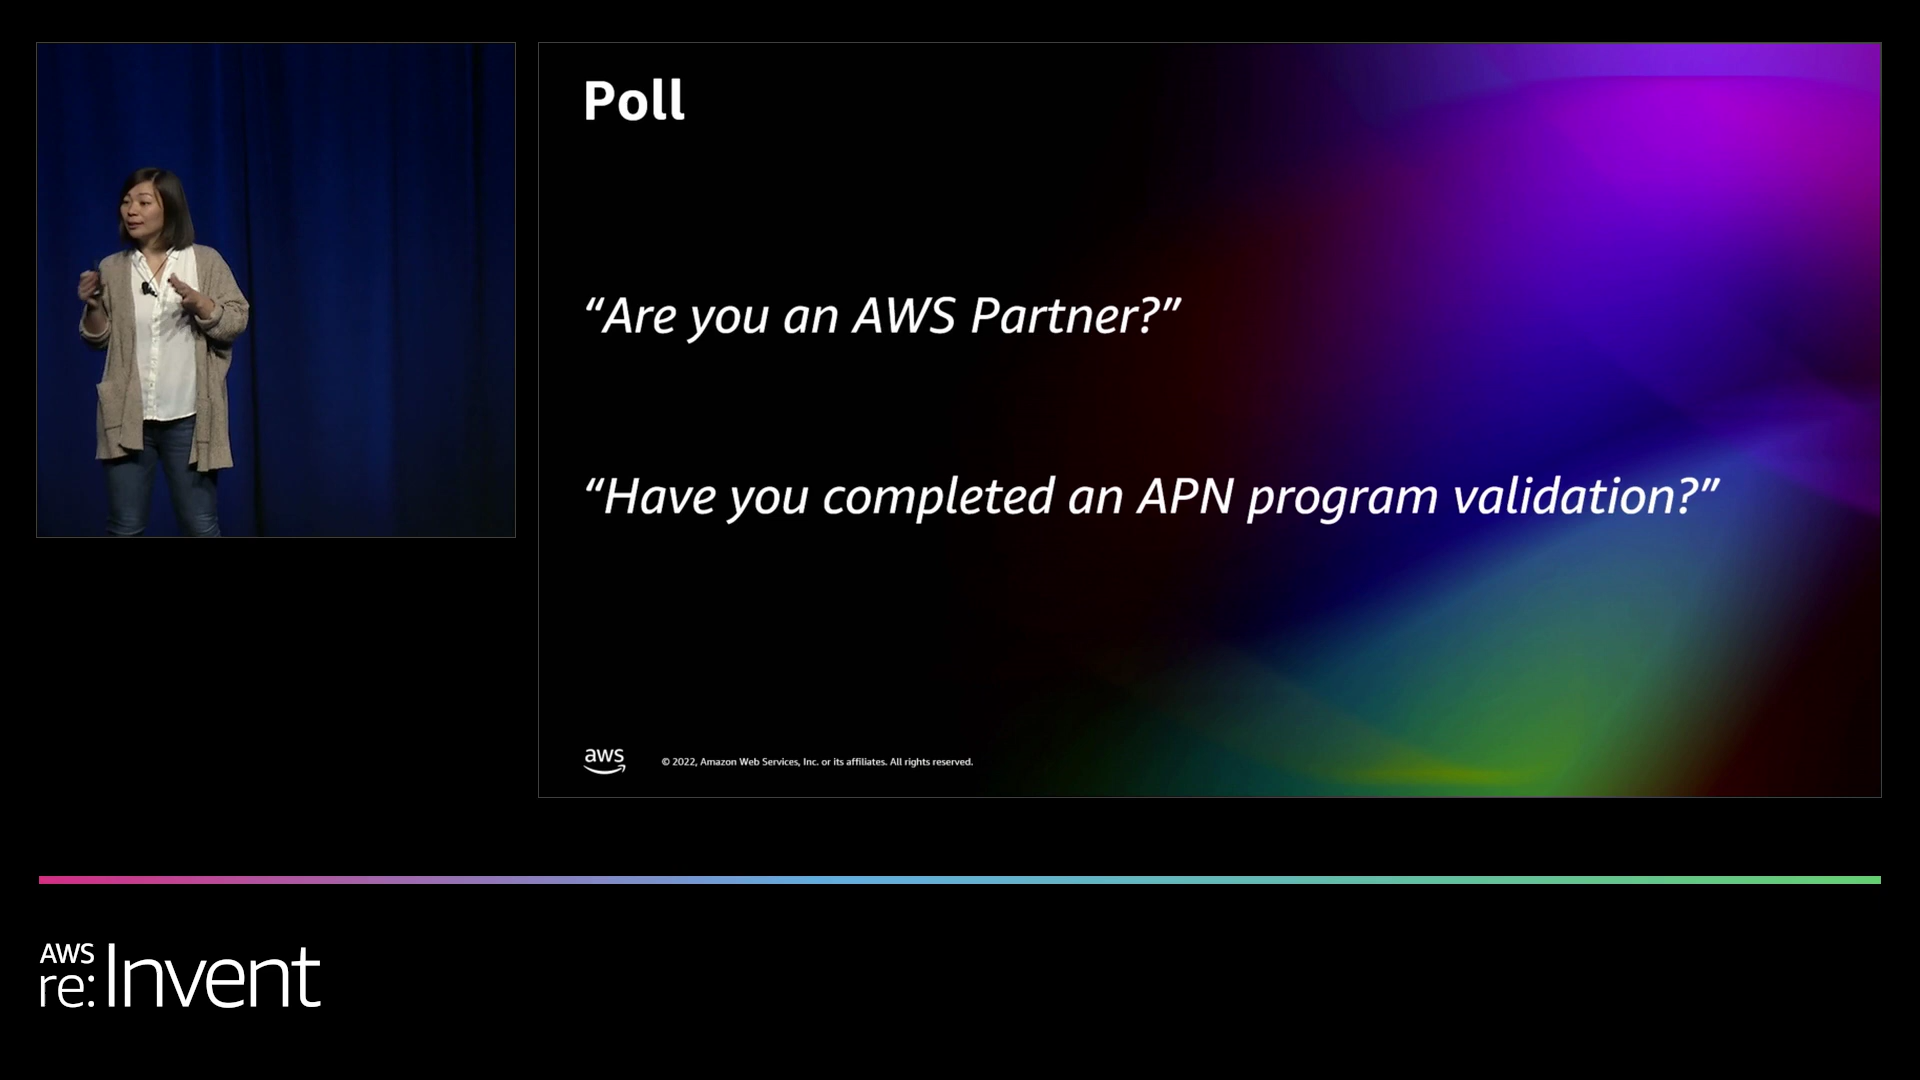 Poll
“Are you an AWS Partner?”
“Have you completed an APN program validation?”
aws
© 2022, Amazon Web Services, Inc. or its affiliates. All rights reserved.
AWS
re:Invent